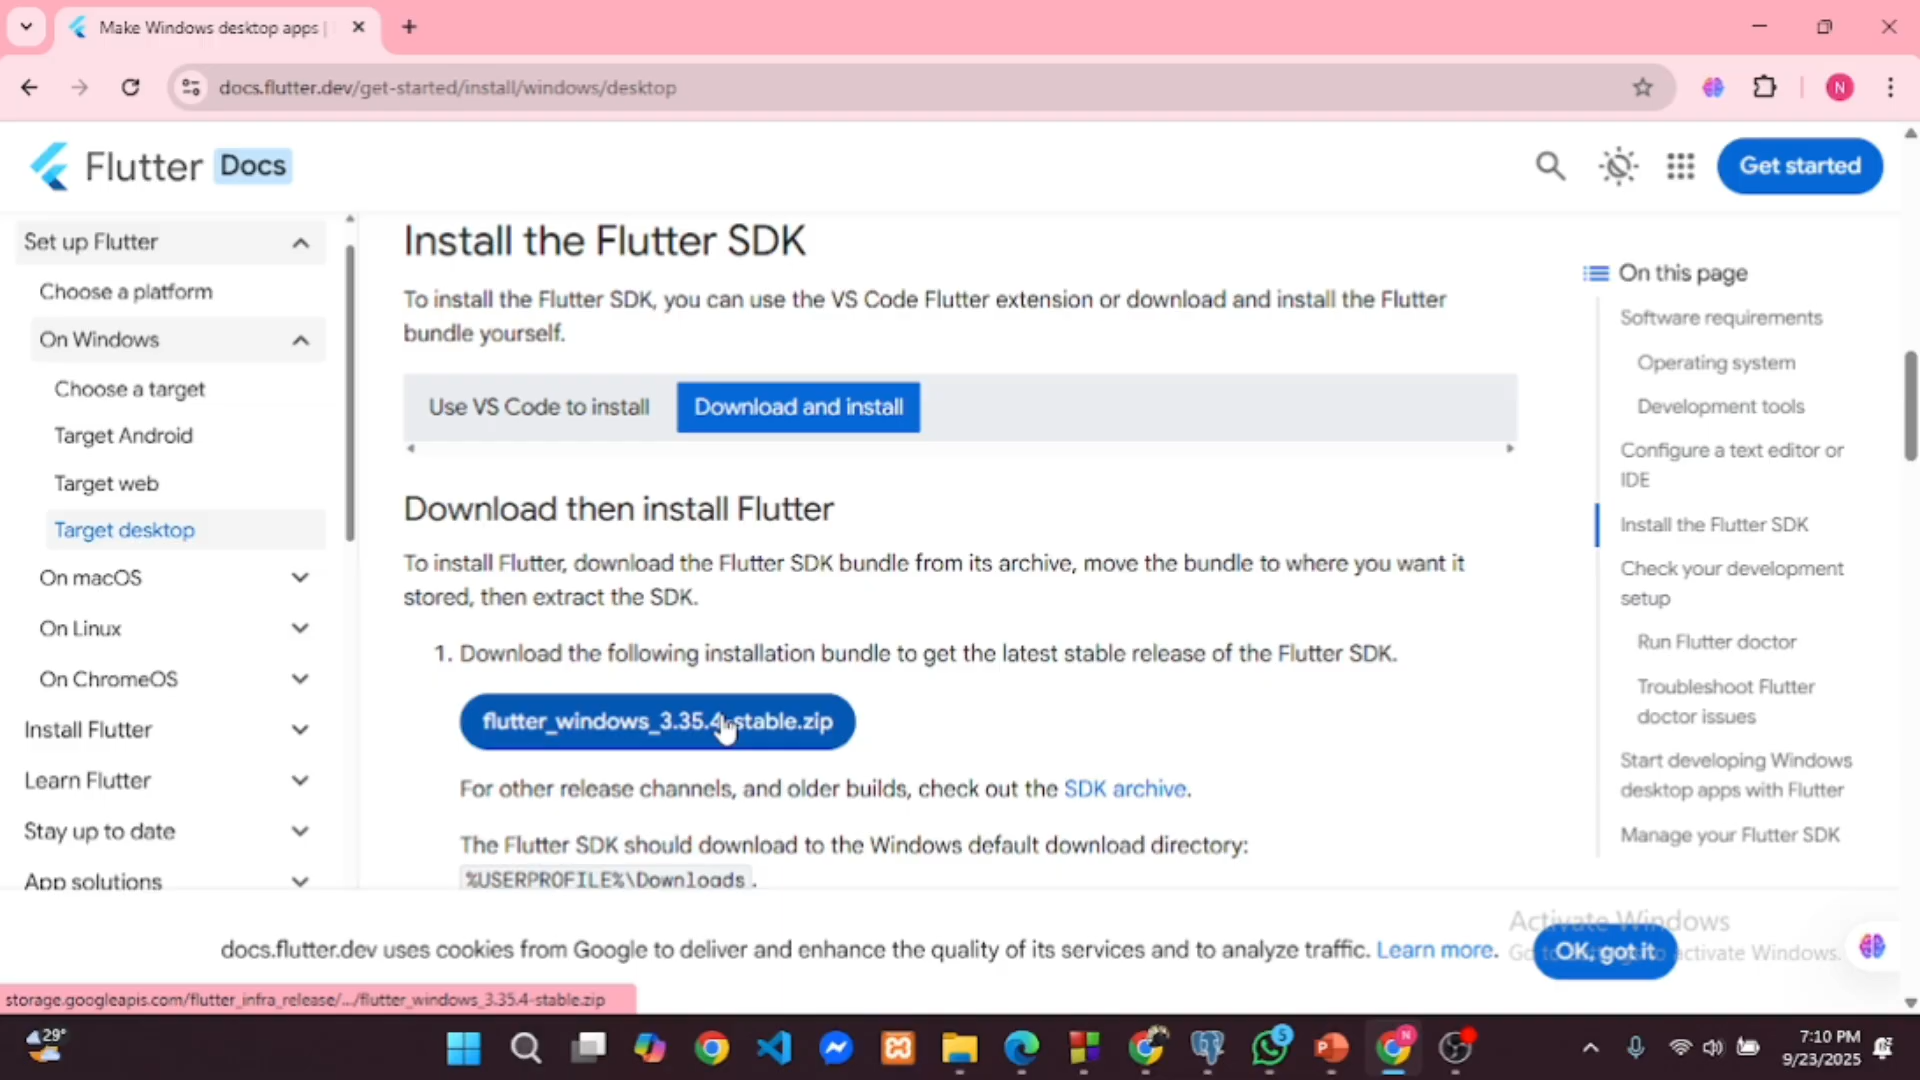 Make Windows desktop apps |
docs.flutter.dev/get-started/install/windows/desktop
N
Flutter Docs
Get started
Set up Flutter
Choose a platform
On Windows
Choose a target
Target Android
Target web
Target desktop
On macOS
On Linux
On ChromeOS
Install Flutter
Learn Flutter
Stay up to date
App solutions
Install the Flutter SDK
To install the Flutter SDK, you can use the VS Code Flutter extension or download and install the Flutter
bundle yourself.
Use VS Code to install
Download and install
Download then install Flutter
To install Flutter, download the Flutter SDK bundle from its archive, move the bundle to where you want it
stored, then extract the SDK.
1. Download the following installation bundle to get the latest stable release of the Flutter SDK.
flutter_windows_3.35.4-stable.zip
For other release channels, and older builds, check out the SDK archive.
The Flutter SDK should download to the Windows default download directory:
%USERPROFILE%\Downloads.
On this page
Software requirements
Operating system
Development tools
Configure a text editor or
IDE
Install the Flutter SDK
Check your development
setup
Run Flutter doctor
Troubleshoot Flutter
doctor issues
Start developing Windows
desktop apps with Flutter
Manage your Flutter SDK
docs.flutter.dev uses cookies from Google to deliver and enhance the quality of its services and to analyze traffic. Learn more.
OK, got it
Activate Windows
activate Windows.
storage.googleapis.com/flutter_infra_release/.../flutter_windows_3.35.4-stable.zip
29°
5
N
7:10 PM
9/23/2025